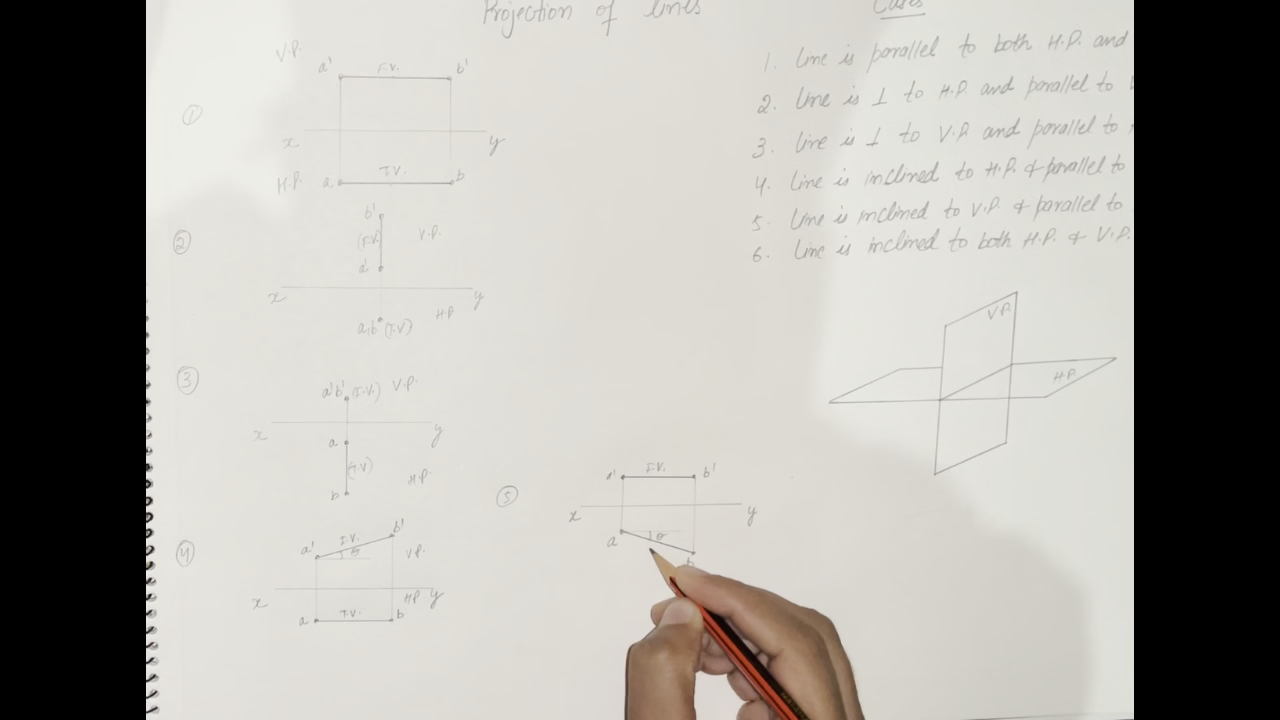 Projection of lines
Cases
1. Line is parallel to both H.P. and
2. Line is ⊥ to H.P. and parallel to
3. Line is ⊥ to V.P and parallel to
4. Line is inclined to H.P. & parallel to
5. Line is inclined to V.P. & parallel to
6. Line is inclined to both H.P. & V.P.
V.P.
H.P.
①
V.P.
a' F.V. b'
x y
H.P. a T.V. b
②
b'
(F.V.) V.P.
a'
x y
H.P
a,b (T.V)
③
a'b' (F.V.) V.P.
x y
a
(T.V) H.P.
b
④
a' F.V. b'
θ V.P.
x H.P y
a T.V. b
⑤
a' F.V. b'
x y
a θ
b